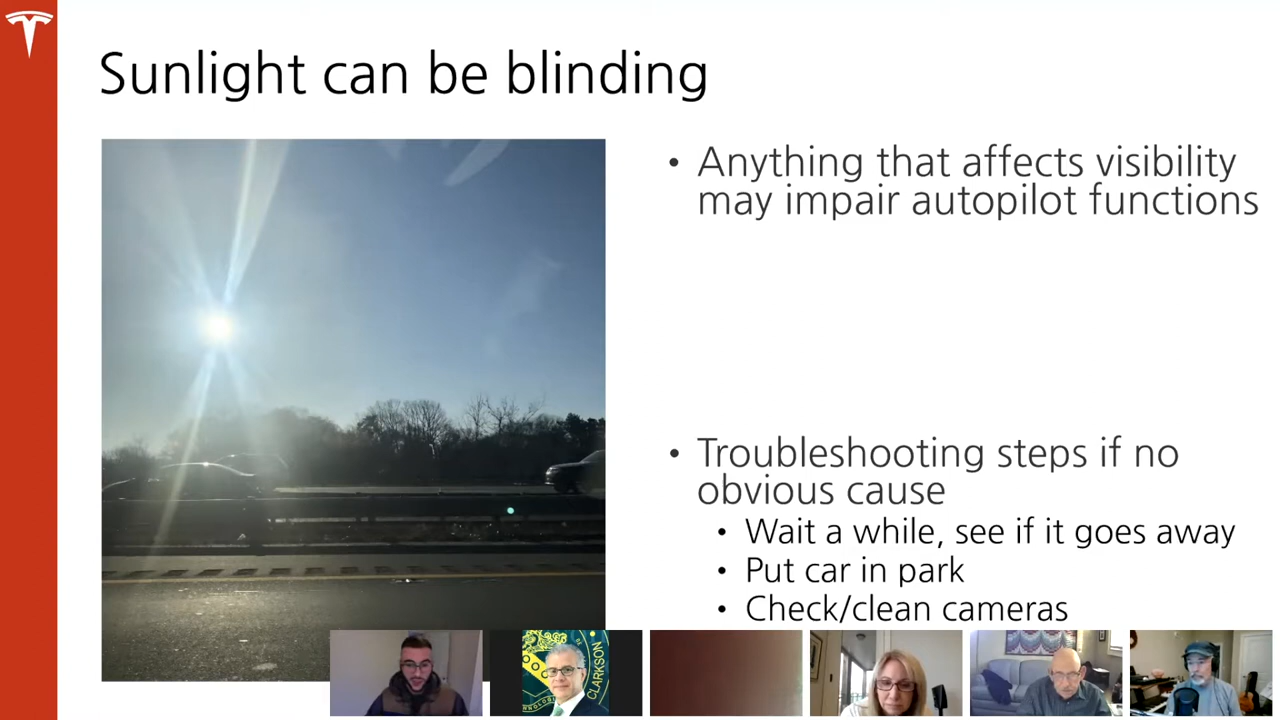 Sunlight can be blinding
• Anything that affects visibility
may impair autopilot functions
• Troubleshooting steps if no
obvious cause
• Wait a while, see if it goes away
• Put car in park
• Check/clean cameras
CLARKSON